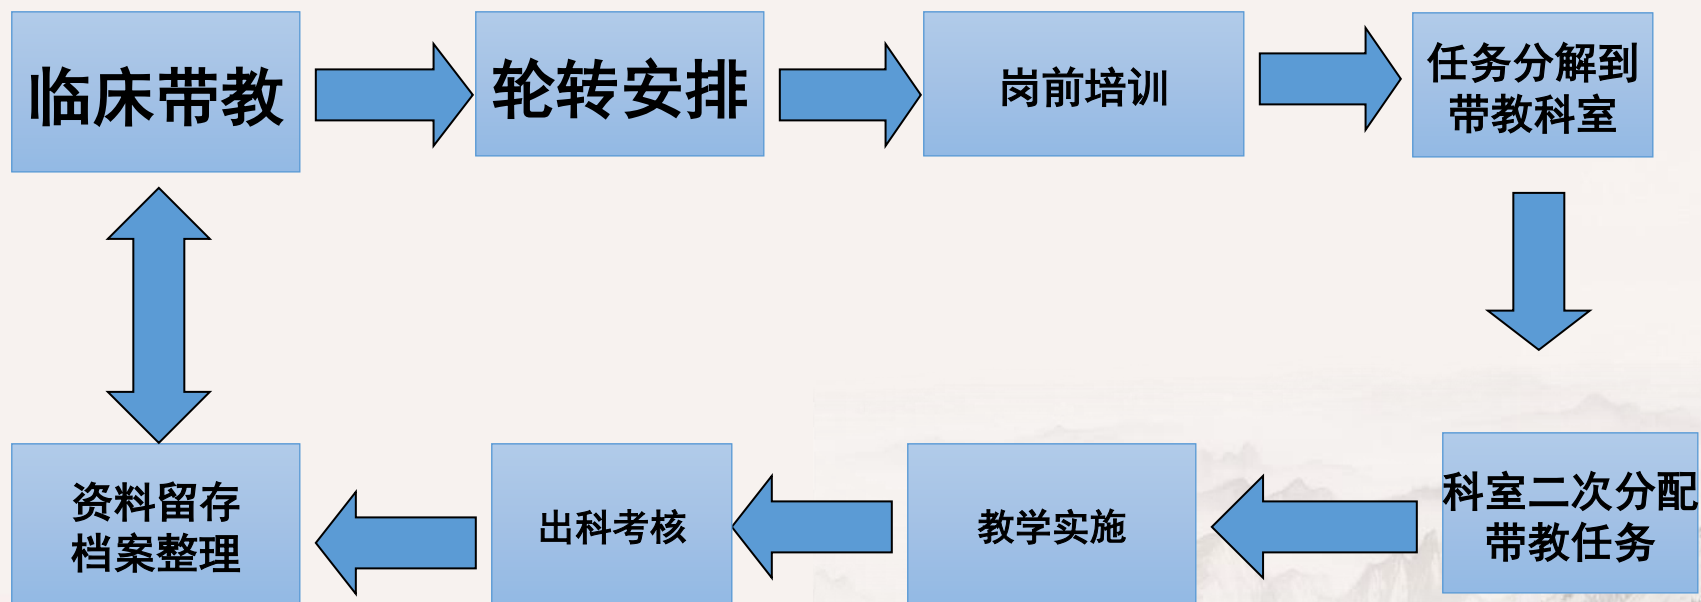 临床带教
轮转安排
岗前培训
任务分解到
带教科室
科室二次分配
带教任务
教学实施
出科考核
资料留存
档案整理